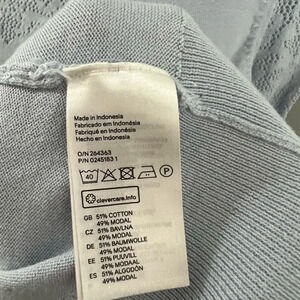 Made in Indonesia
Fabricado em Indonésia
Fabriqué en Indonésie
Hecho en Indonesia
O/N 284363
P/N 0245183 1
40 P
clevercare.info
GB 51% COTTON
49% MODAL
CZ 51% BAVLNA
49% MODAL
DE 51% BAUMWOLLE
49% MODAL
EE 51% PUUVILL
49% MODAL
ES 51% ALGODÓN
49% MODAL